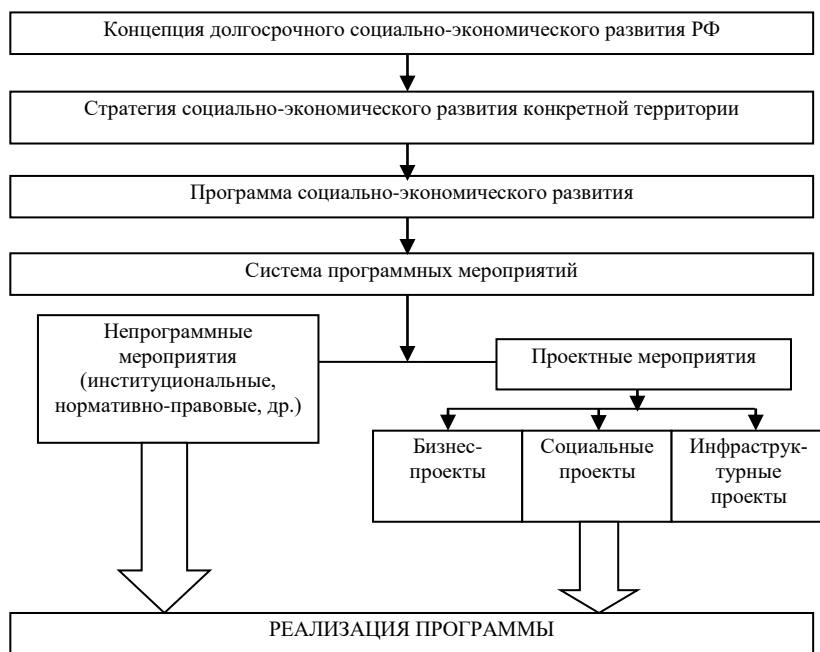 Концепция долгосрочного социально-экономического развития РФ
Стратегия социально-экономического развития конкретной территории
Программа социально-экономического развития
Система программных мероприятий
Непрограммные
мероприятия
(институциональные,
нормативно-правовые, др.)
Проектные мероприятия
Бизнес-
проекты
Социальные
проекты
Инфраструк-
турные
проекты
РЕАЛИЗАЦИЯ ПРОГРАММЫ